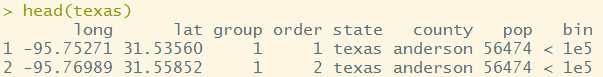 > head(texas)
       long      lat group order state   county   pop   bin
1 -95.75271 31.53560     1     1 texas anderson 56474 < 1e5
2 -95.76989 31.55852     1     2 texas anderson 56474 < 1e5